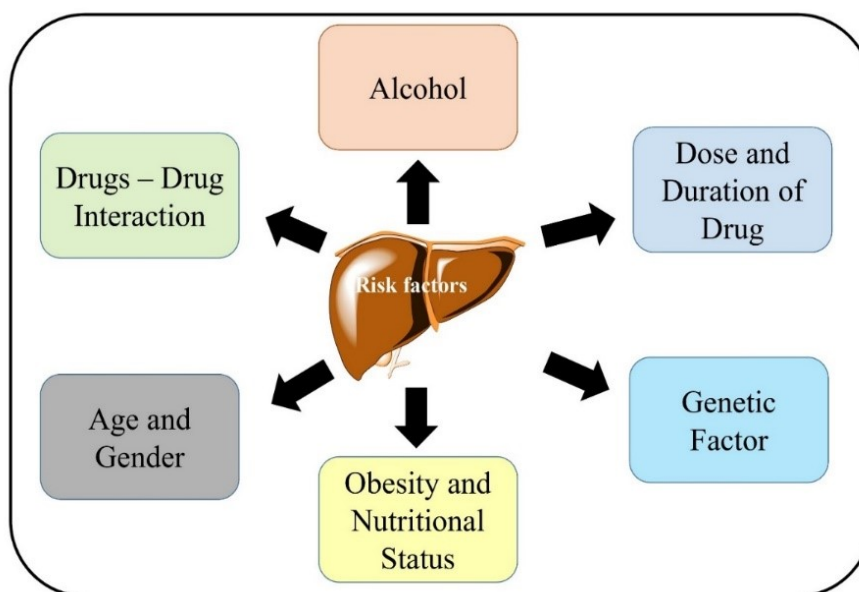 Alcohol
Drugs – Drug
Interaction
Dose and
Duration of
Drug
Risk factors
Age and
Gender
Genetic
Factor
Obesity and
Nutritional
Status